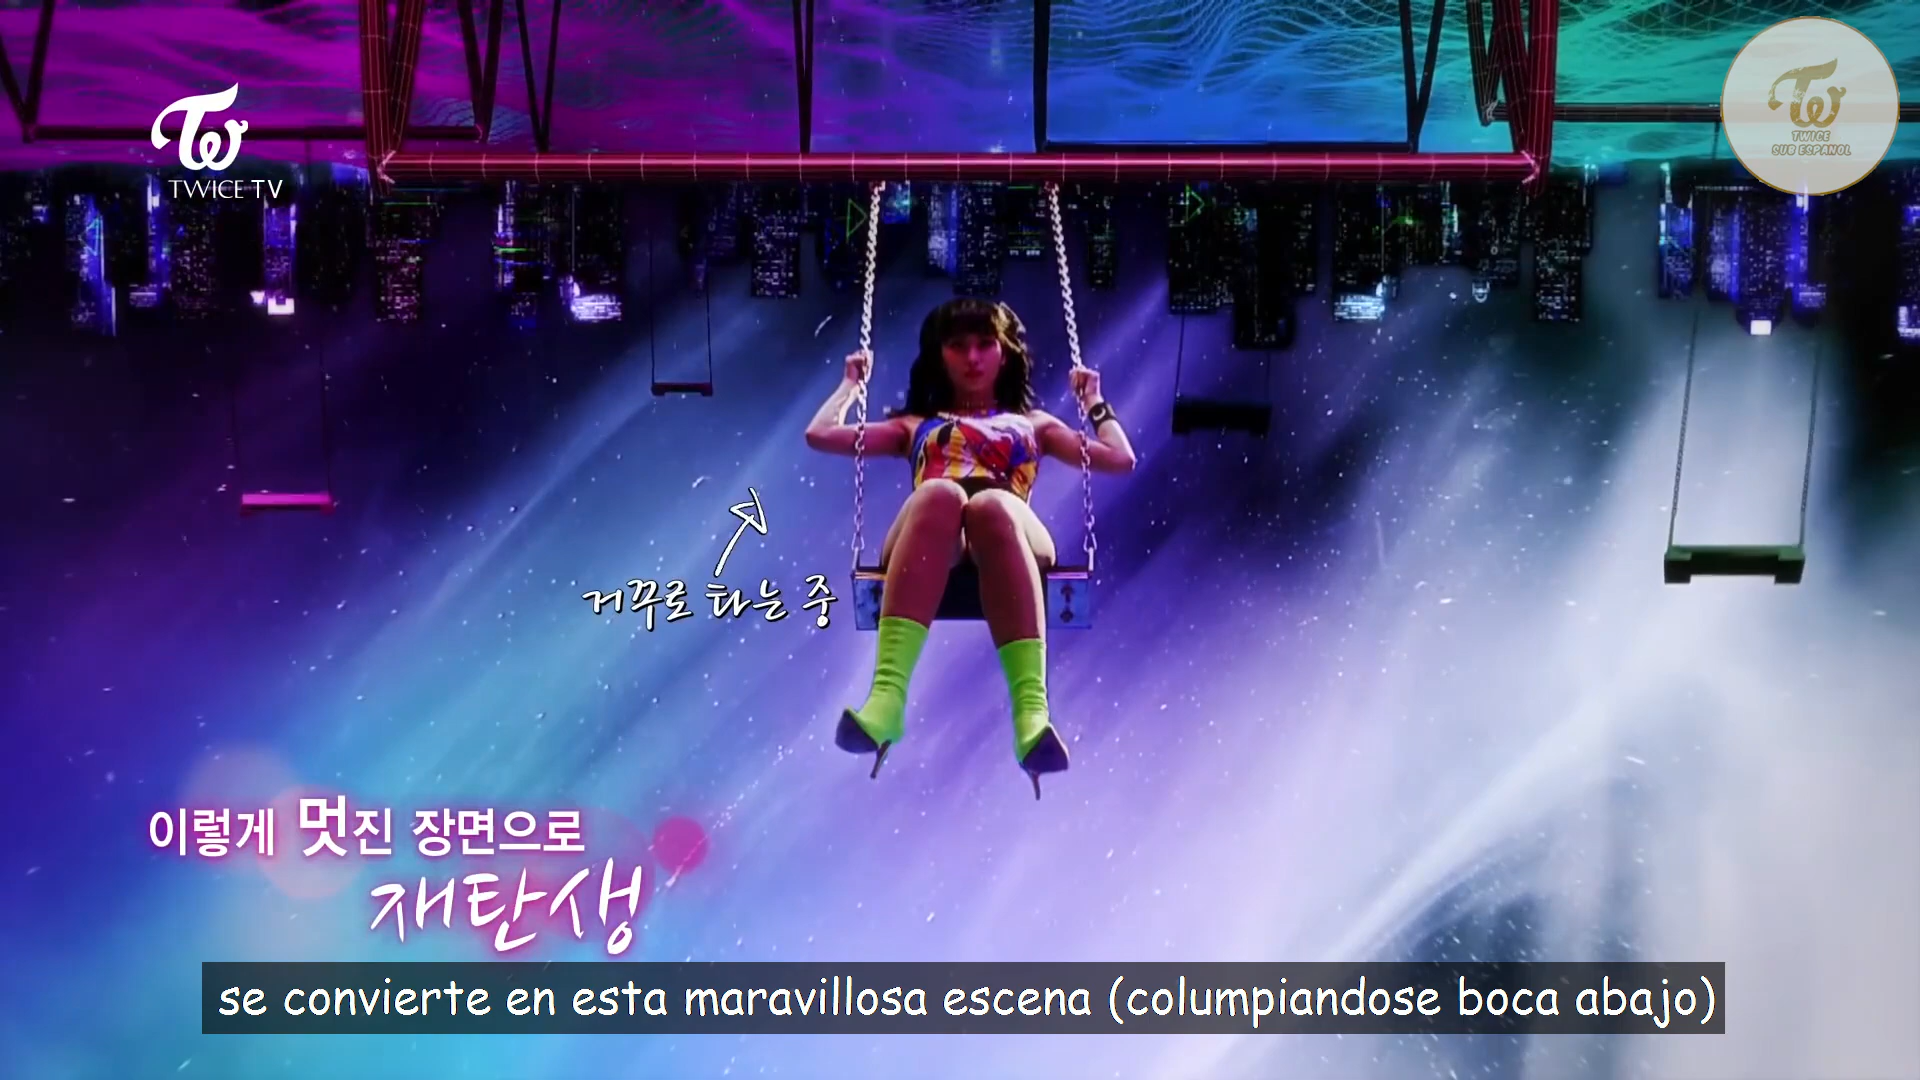 TWICE TV
TWICE
SUB ESPANOL
거꾸로 타는 중
이렇게 멋진 장면으로
재탄생
se convierte en esta maravillosa escena (columpiandose boca abajo)